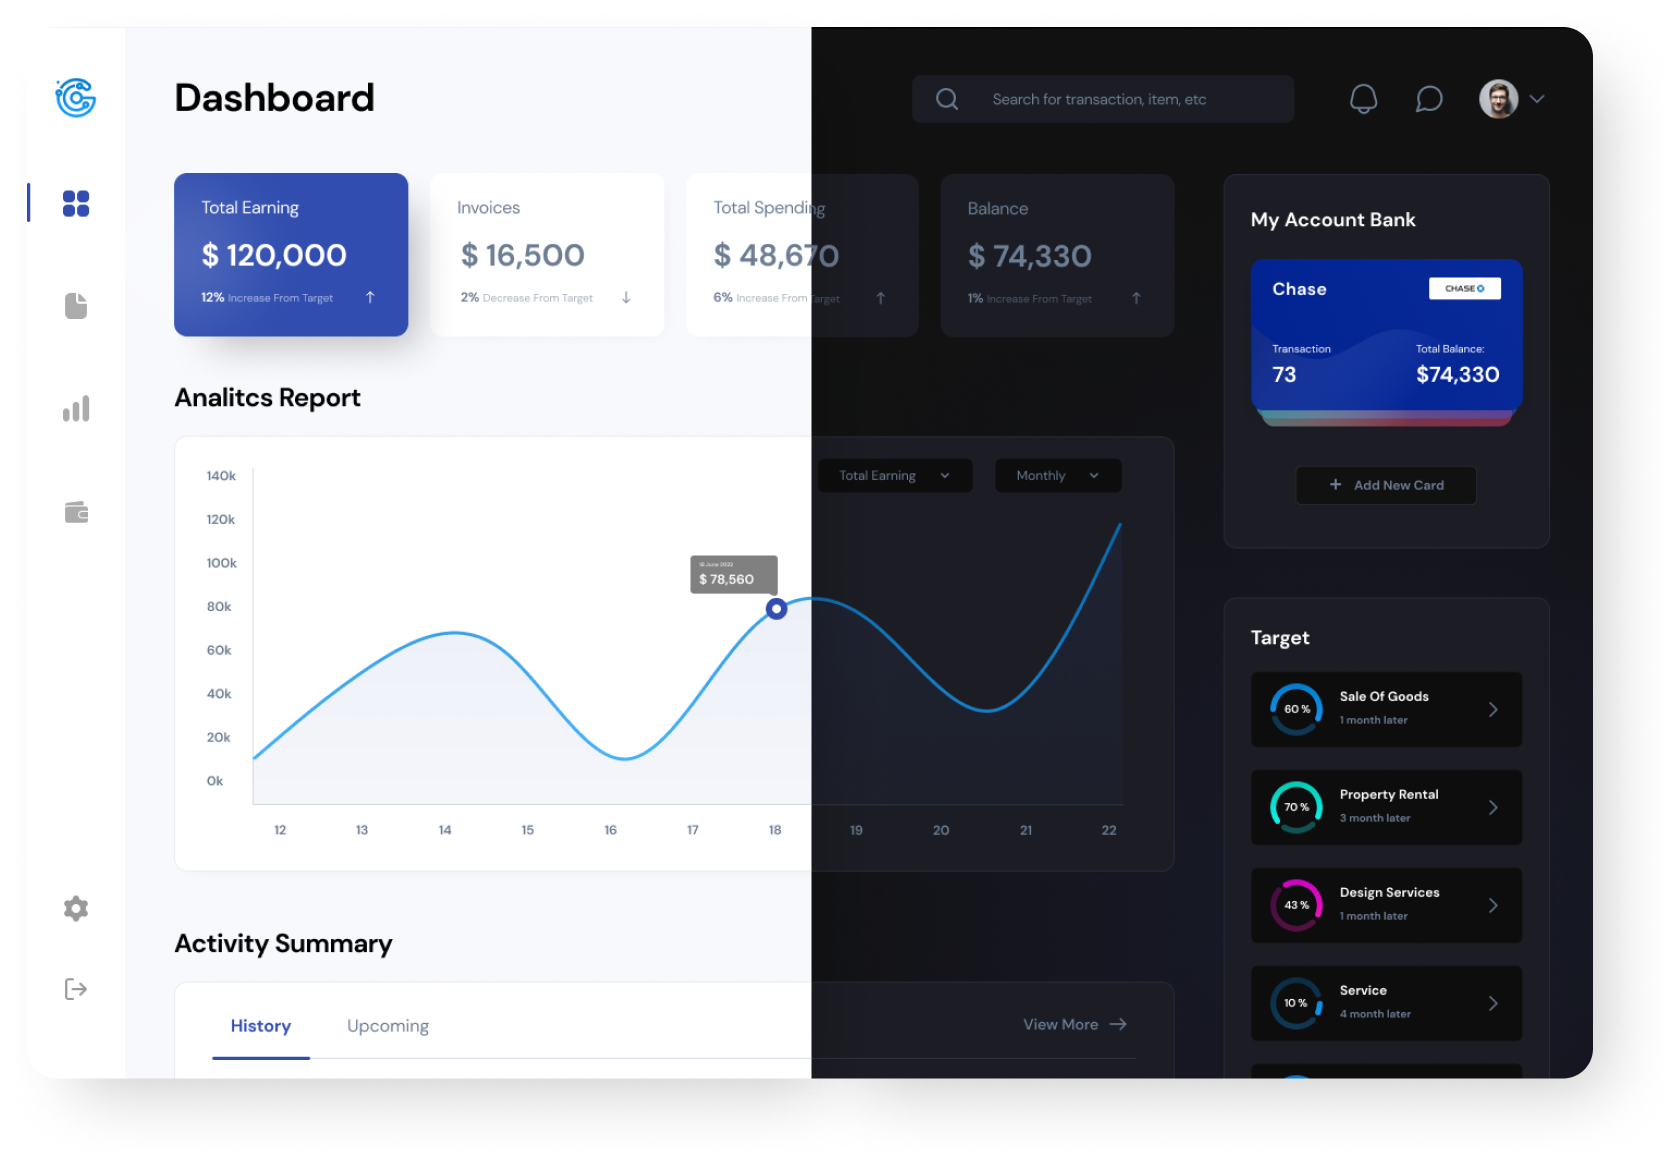 Dashboard
Search for transaction, item, etc
Total Earning
$ 120,000
12% Increase From Target
Invoices
$ 16,500
2% Decrease From Target
Total Spending
$ 48,670
6% Increase From Target
Balance
$ 74,330
1% Increase From Target
My Account Bank
Chase
CHASE
Transaction
73
Total Balance:
$74,330
Add New Card
Analitcs Report
Total Earning
Monthly
140k
120k
100k
80k
60k
40k
20k
0k
18 June 2022
$ 78,560
12 13 14 15 16 17 18 19 20 21 22
Target
60 %
Sale Of Goods
1 month later
70 %
Property Rental
3 month later
43 %
Design Services
1 month later
10 %
Service
4 month later
Activity Summary
History
Upcoming
View More